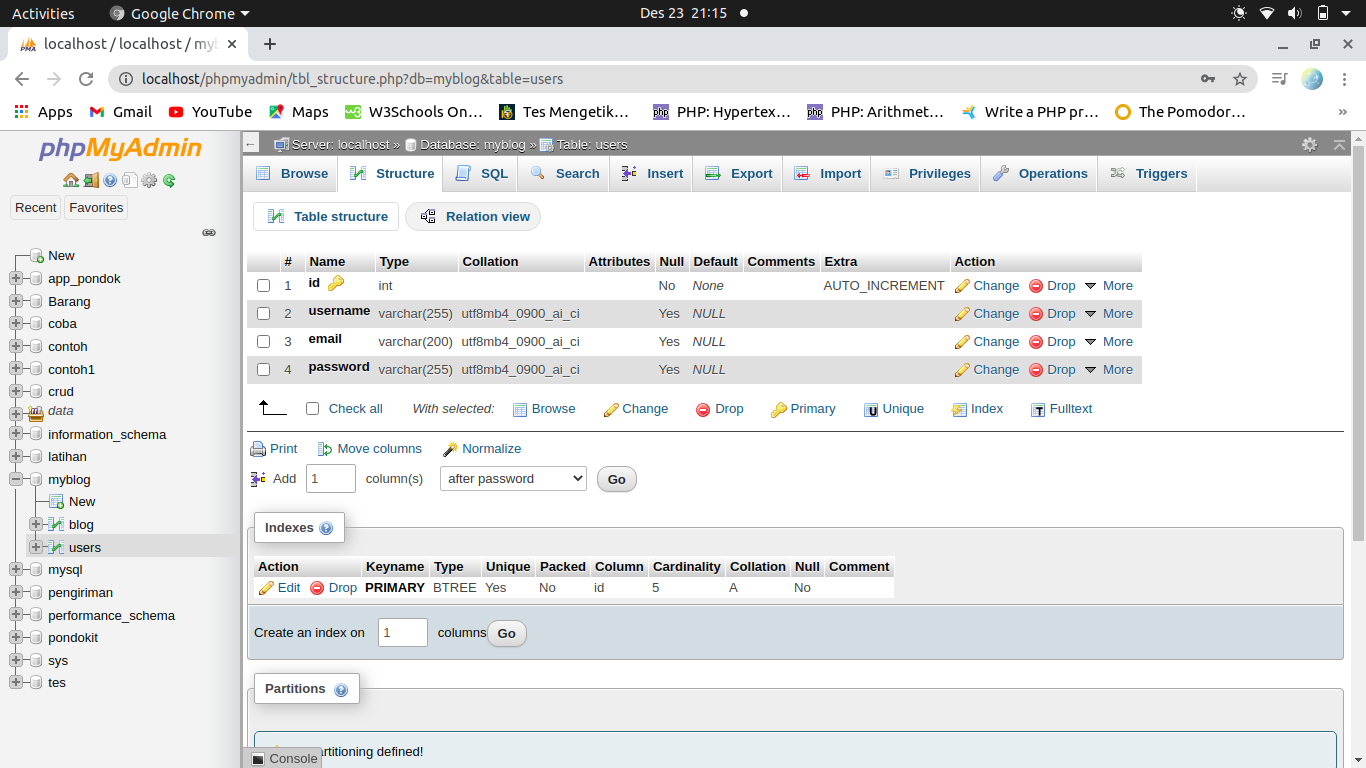 Activities Google Chrome Des 23 21:15
localhost / localhost / myb
localhost/phpmyadmin/tbl_structure.php?db=myblog&table=users
Apps Gmail YouTube Maps W3Schools On... Tes Mengetik... PHP: Hypertex... PHP: Arithmet... Write a PHP pr... The Pomodor... »
phpMyAdmin
Recent Favorites
New
app_pondok
Barang
coba
contoh
contoh1
crud
data
information_schema
latihan
myblog
New
blog
users
mysql
pengiriman
performance_schema
pondokit
sys
tes
Server: localhost » Database: myblog » Table: users
Browse Structure SQL Search Insert Export Import Privileges Operations Triggers
Table structure Relation view
# Name Type Collation Attributes Null Default Comments Extra Action
1 id int No None AUTO_INCREMENT Change Drop More
2 username varchar(255) utf8mb4_0900_ai_ci Yes NULL Change Drop More
3 email varchar(200) utf8mb4_0900_ai_ci Yes NULL Change Drop More
4 password varchar(255) utf8mb4_0900_ai_ci Yes NULL Change Drop More
Check all With selected: Browse Change Drop Primary Unique Index Fulltext
Print Move columns Normalize
Add 1 column(s) after password Go
Indexes
Action Keyname Type Unique Packed Column Cardinality Collation Null Comment
Edit Drop PRIMARY BTREE Yes No id 5 A No
Create an index on 1 columns Go
Partitions
artitioning defined!
Console